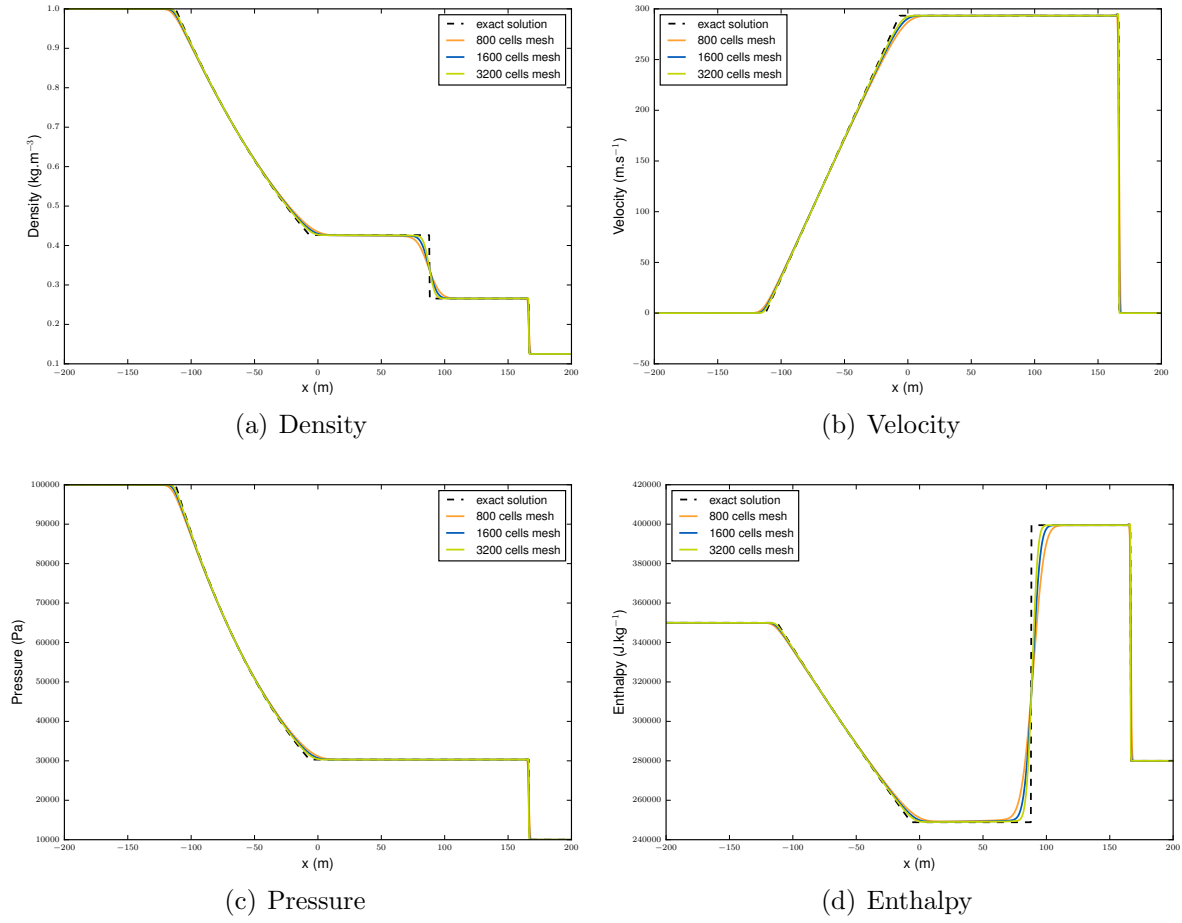 1.0
0.9
0.8
0.7
0.6
0.5
0.4
0.3
0.2
0.1
Density (kg.m⁻³)
−200 −150 −100 −50 0 50 100 150 200
x (m)
exact solution
800 cells mesh
1600 cells mesh
3200 cells mesh
(a) Density
300
250
200
150
100
50
0
−50
Velocity (m.s⁻¹)
−200 −150 −100 −50 0 50 100 150 200
x (m)
exact solution
800 cells mesh
1600 cells mesh
3200 cells mesh
(b) Velocity
100000
90000
80000
70000
60000
50000
40000
30000
20000
10000
Pressure (Pa)
−200 −150 −100 −50 0 50 100 150 200
x (m)
exact solution
800 cells mesh
1600 cells mesh
3200 cells mesh
(c) Pressure
420000
400000
380000
360000
340000
320000
300000
280000
260000
240000
Enthalpy (J.kg⁻¹)
−200 −150 −100 −50 0 50 100 150 200
x (m)
exact solution
800 cells mesh
1600 cells mesh
3200 cells mesh
(d) Enthalpy